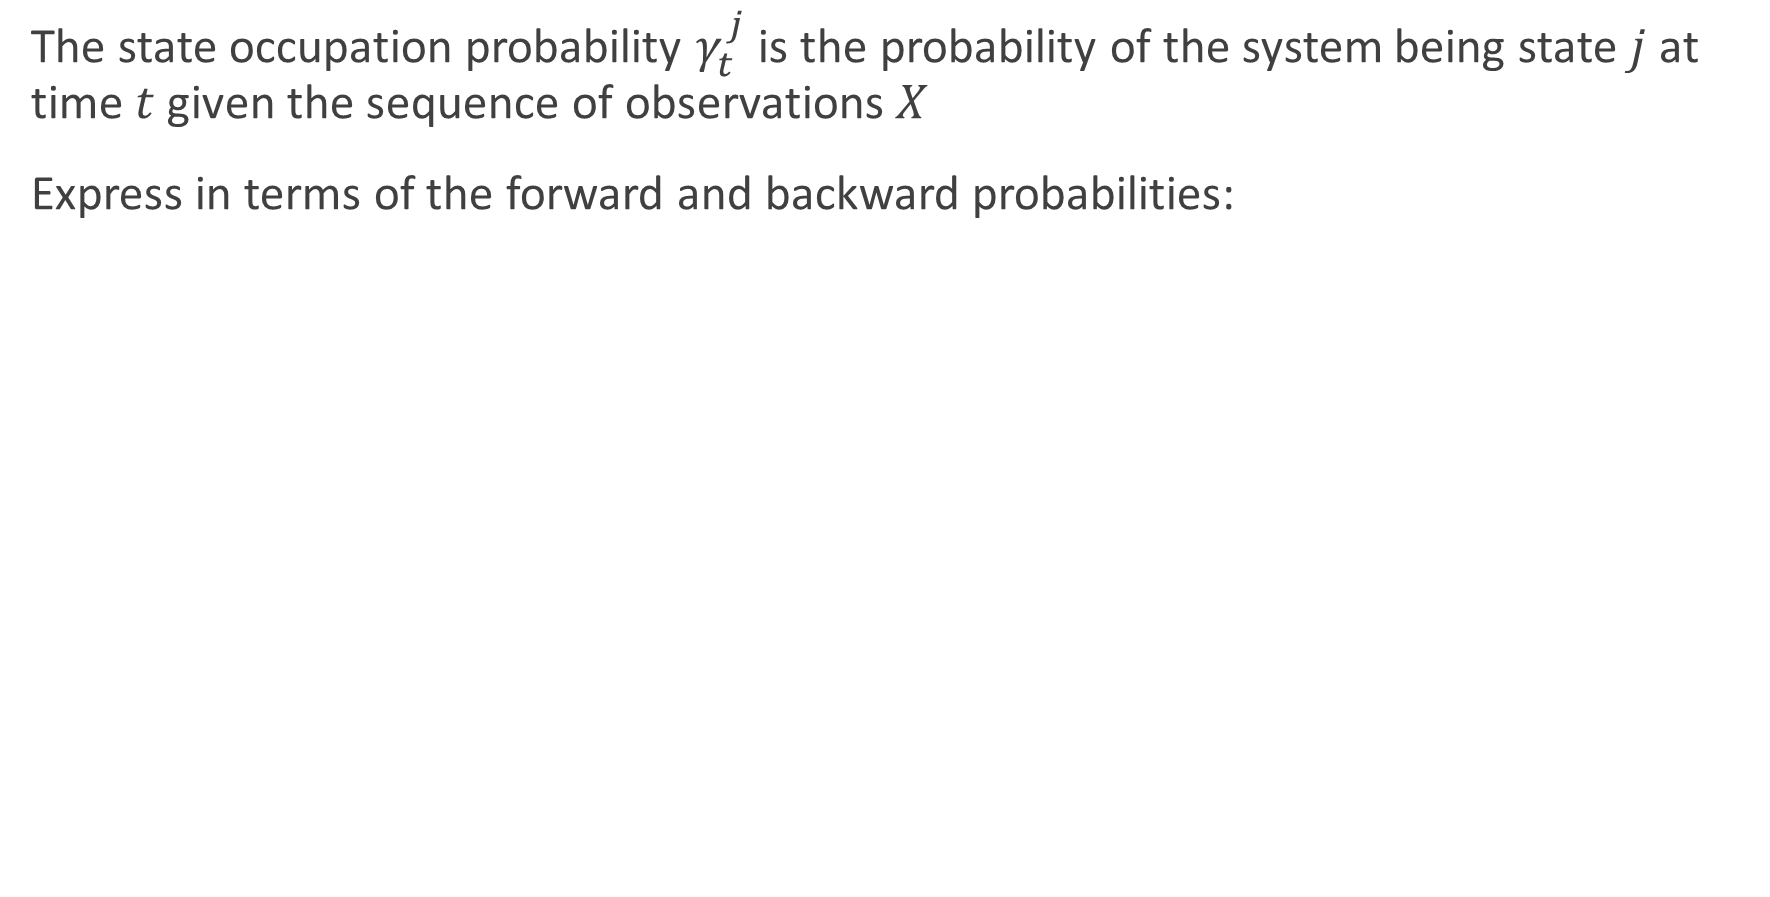 The state occupation probability γ_t^j is the probability of the system being state j at
time t given the sequence of observations X
Express in terms of the forward and backward probabilities: